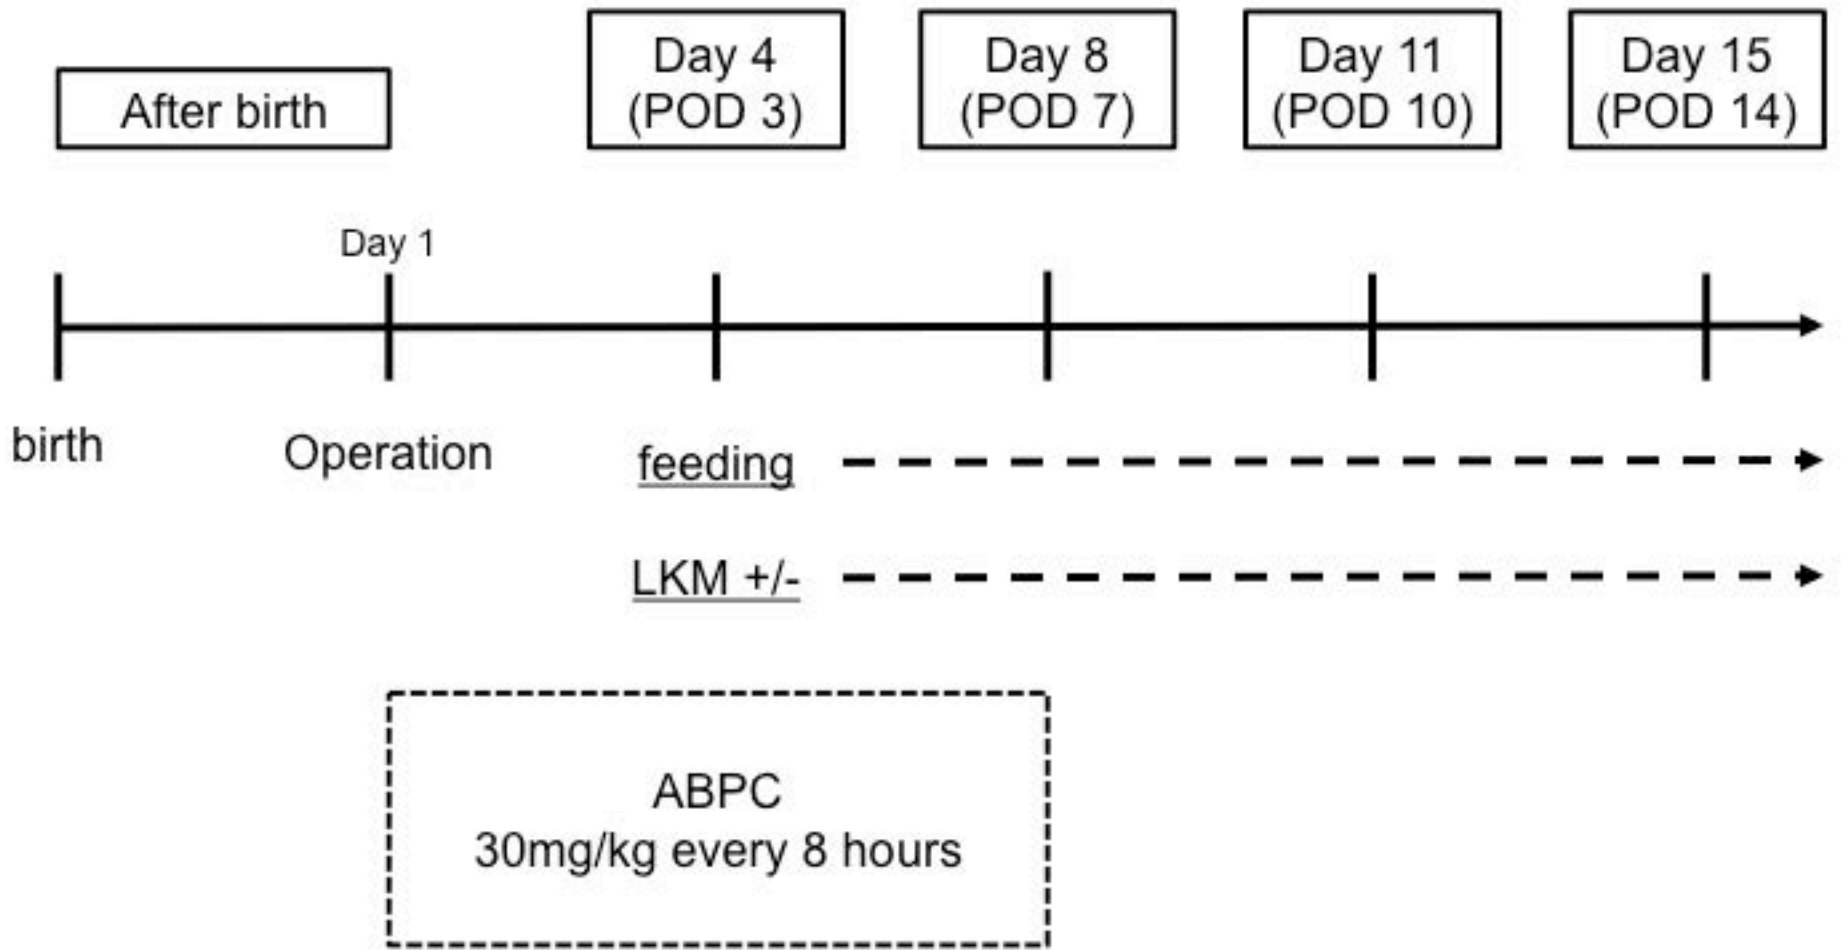 After birth
Day 4
(POD 3)
Day 8
(POD 7)
Day 11
(POD 10)
Day 15
(POD 14)
Day 1
birth
Operation
feeding
LKM +/-
ABPC
30mg/kg every 8 hours